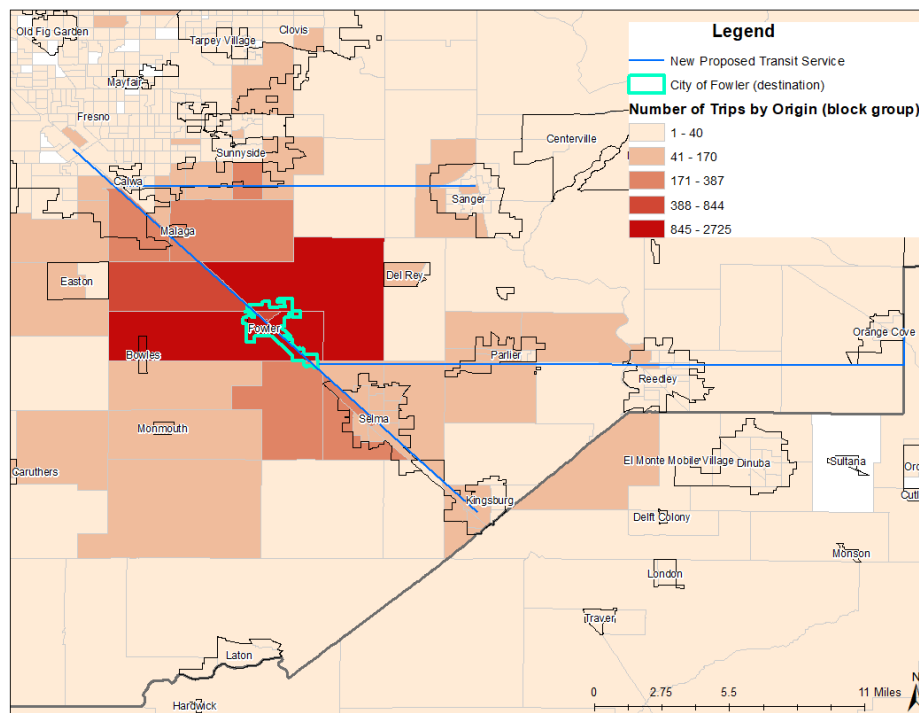 Old Fig Garden
Tarpey Village
Clovis
Mayfair
Fresno
Sunnyside
Calwa
Sanger
Centerville
Malaga
Easton
Del Rey
Fowler
Bowles
Parlier
Orange Cove
Reedley
Selma
Monmouth
Caruthers
El Monte Mobile Village
Dinuba
Sultana
Oro
Cutl
Kingsburg
Delft Colony
Monson
London
Traver
Laton
Hardwick
Legend
New Proposed Transit Service
City of Fowler (destination)
Number of Trips by Origin (block group)
1 - 40
41 - 170
171 - 387
388 - 844
845 - 2725
0 2.75 5.5 11 Miles
N